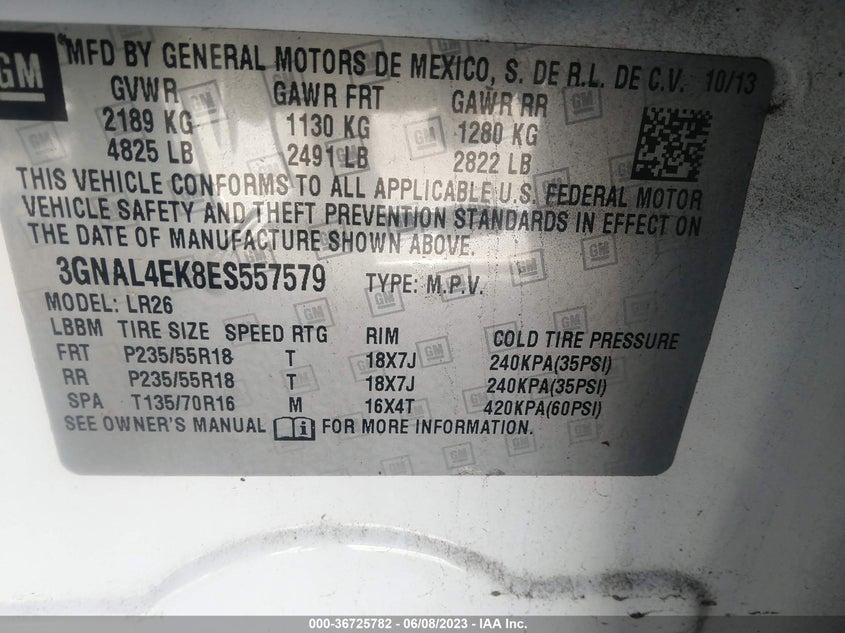 GM
MFD BY GENERAL MOTORS DE MEXICO, S. DE R.L. DE C.V. 10/13
GVWR GAWR FRT GAWR RR
2189 KG 1130 KG 1280 KG
4825 LB 2491 LB 2822 LB
THIS VEHICLE CONFORMS TO ALL APPLICABLE U.S. FEDERAL MOTOR
VEHICLE SAFETY AND THEFT PREVENTION STANDARDS IN EFFECT ON
THE DATE OF MANUFACTURE SHOWN ABOVE.
3GNAL4EK8ES557579 TYPE: M.P.V.
MODEL: LR26
LBBM TIRE SIZE SPEED RTG RIM COLD TIRE PRESSURE
FRT P235/55R18 T 18X7J 240KPA(35PSI)
RR P235/55R18 T 18X7J 240KPA(35PSI)
SPA T135/70R16 M 16X4T 420KPA(60PSI)
SEE OWNER'S MANUAL FOR MORE INFORMATION.
000-36725782 - 06/08/2023 - IAA Inc.